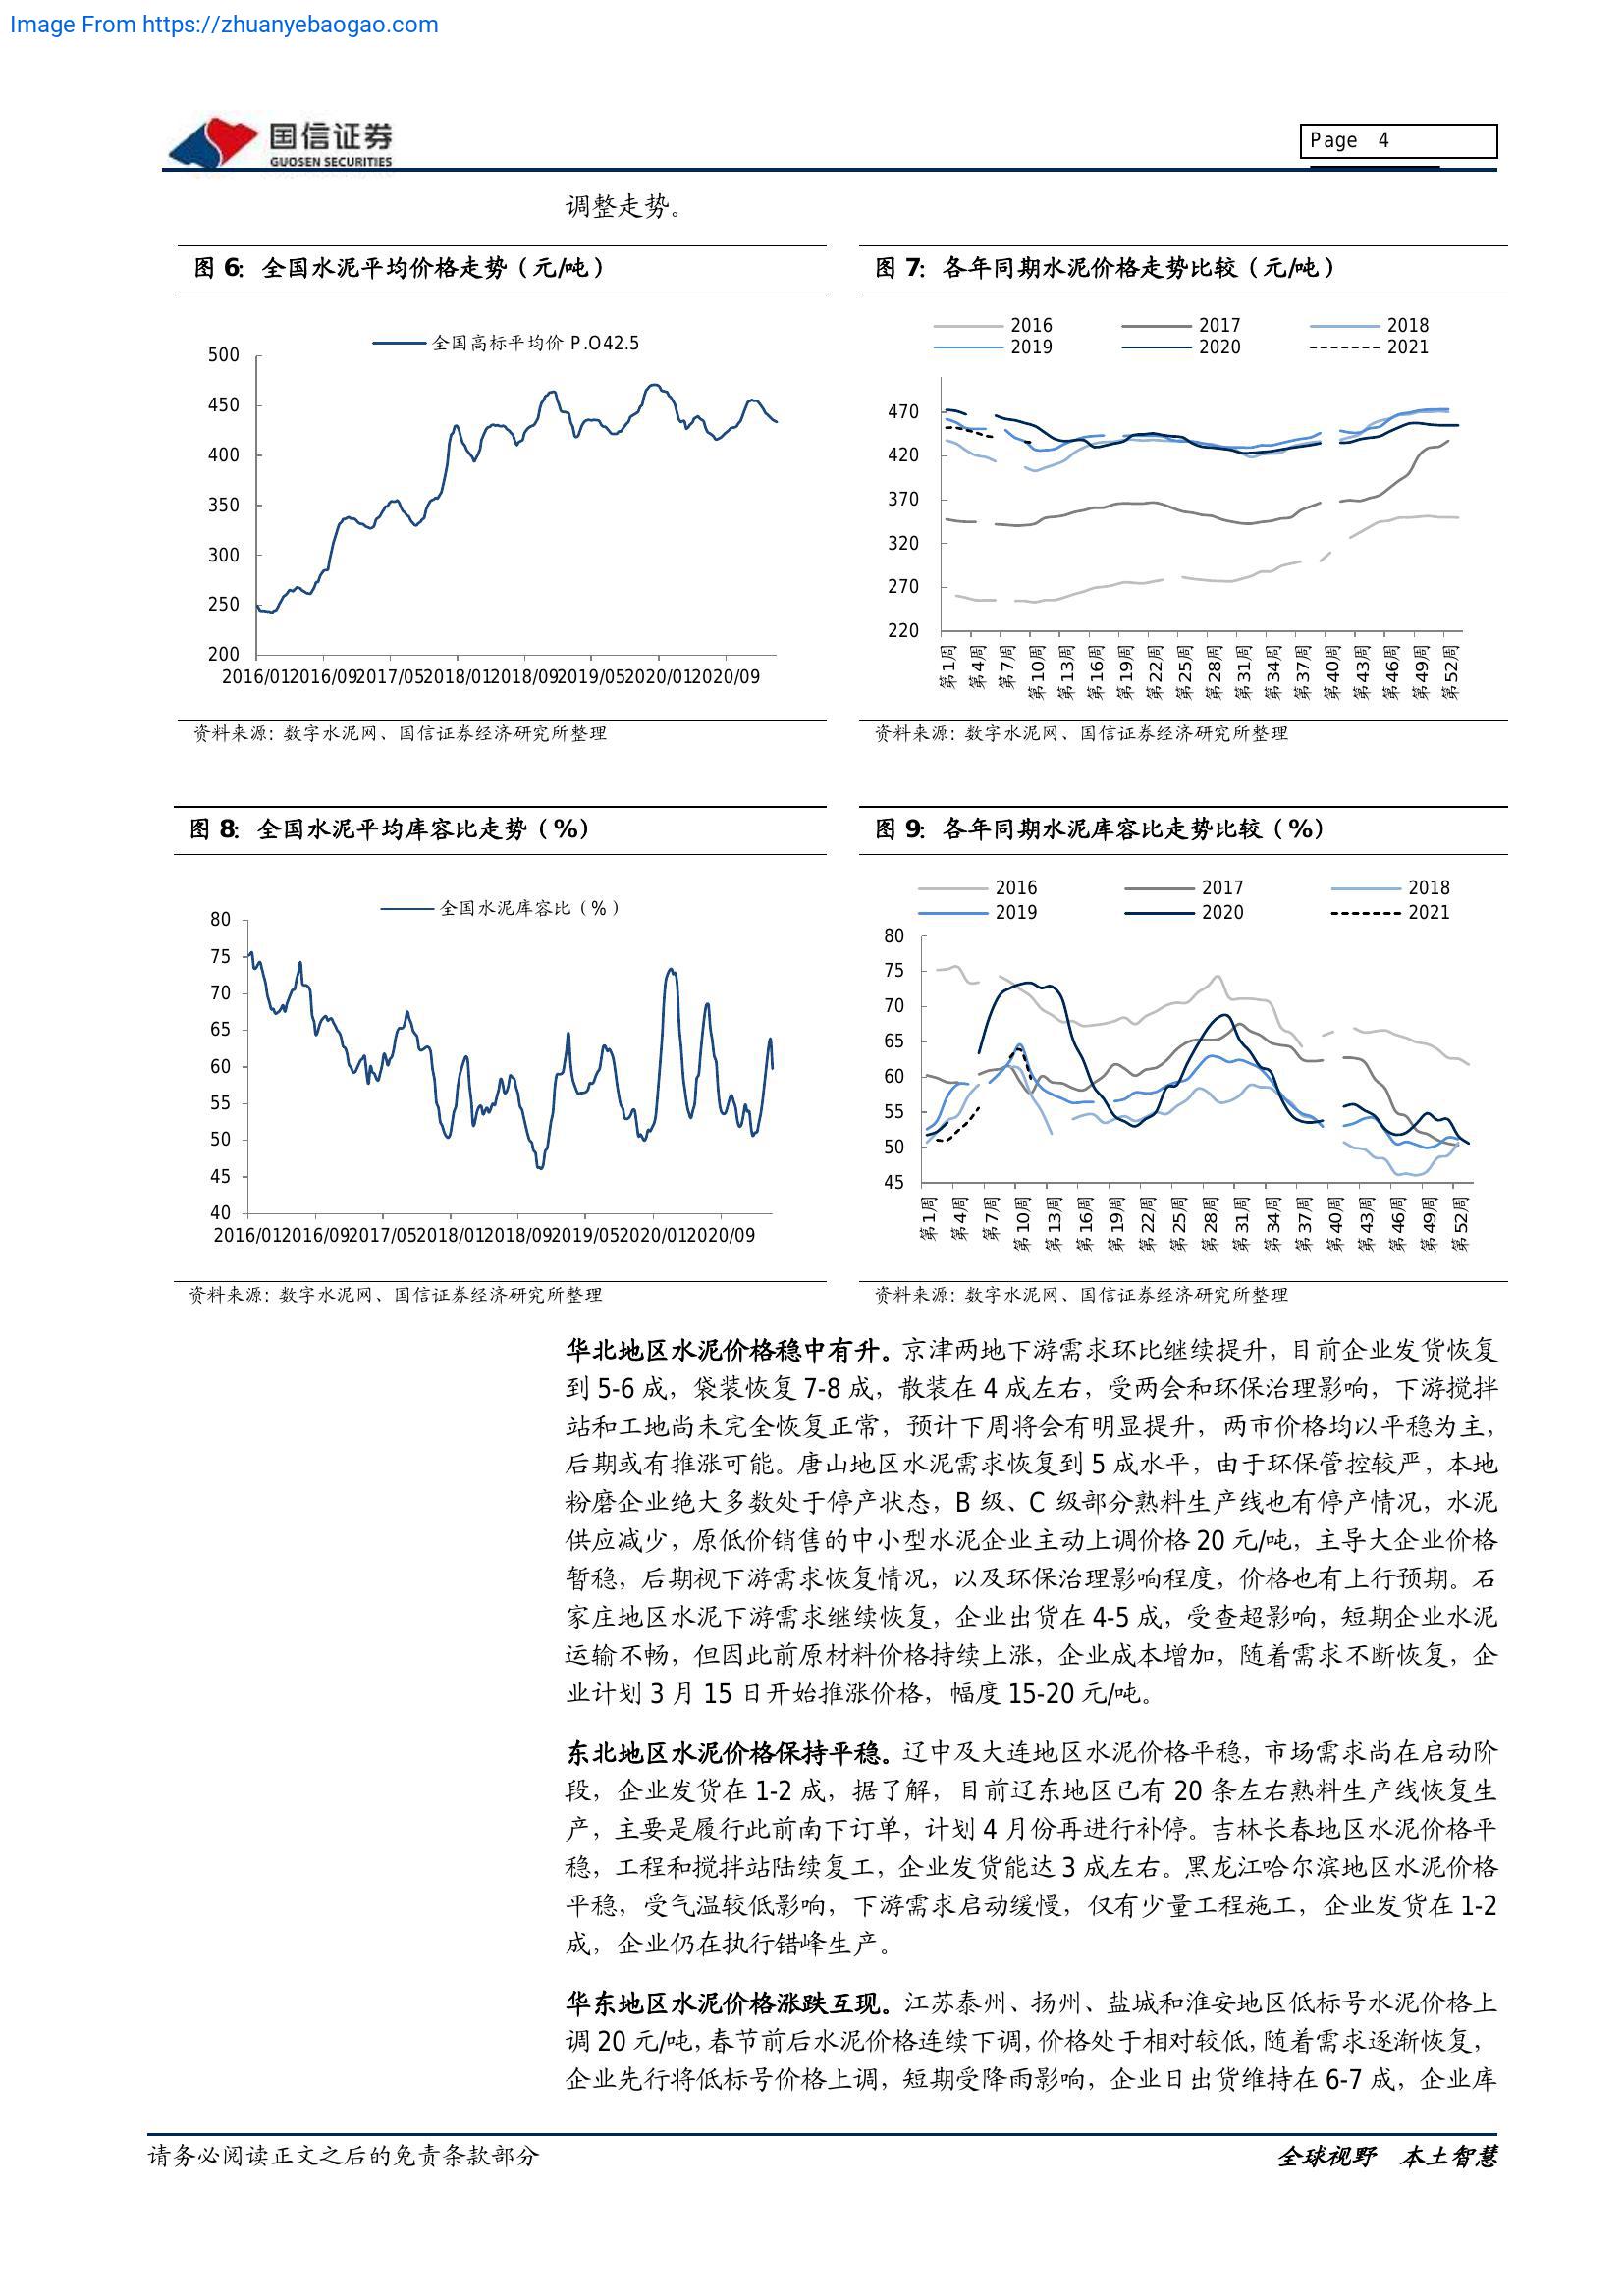 Image From https://zhuanyebaogao.com
国信证券
GUOSEN SECURITIES
Page 4
调整走势。
图 6: 全国水泥平均价格走势（元/吨）
全国高标平均价 P.O42.5
500
450
400
350
300
250
200
2016/01 2016/09 2017/05 2018/01 2018/09 2019/05 2020/01 2020/09
资料来源: 数字水泥网、国信证券经济研究所整理
图 7: 各年同期水泥价格走势比较（元/吨）
2016 2017 2018
2019 2020 2021
470
420
370
320
270
220
第1周 第4周 第7周 第10周 第13周 第16周 第19周 第22周 第25周 第28周 第31周 第34周 第37周 第40周 第43周 第46周 第49周 第52周
资料来源: 数字水泥网、国信证券经济研究所整理
图 8: 全国水泥平均库容比走势（%）
全国水泥库容比（%）
80
75
70
65
60
55
50
45
40
2016/01 2016/09 2017/05 2018/01 2018/09 2019/05 2020/01 2020/09
资料来源: 数字水泥网、国信证券经济研究所整理
图 9: 各年同期水泥库容比走势比较（%）
2016 2017 2018
2019 2020 2021
80
75
70
65
60
55
50
45
第1周 第4周 第7周 第10周 第13周 第16周 第19周 第22周 第25周 第28周 第31周 第34周 第37周 第40周 第43周 第46周 第49周 第52周
资料来源: 数字水泥网、国信证券经济研究所整理
华北地区水泥价格稳中有升。京津两地下游需求环比继续提升，目前企业发货恢复
到 5-6 成，袋装恢复 7-8 成，散装在 4 成左右，受两会和环保治理影响，下游搅拌
站和工地尚未完全恢复正常，预计下周将会有明显提升，两市价格均以平稳为主，
后期或有推涨可能。唐山地区水泥需求恢复到 5 成水平，由于环保管控较严，本地
粉磨企业绝大多数处于停产状态，B 级、C 级部分熟料生产线也有停产情况，水泥
供应减少，原低价销售的中小型水泥企业主动上调价格 20 元/吨，主导大企业价格
暂稳，后期视下游需求恢复情况，以及环保治理影响程度，价格也有上行预期。石
家庄地区水泥下游需求继续恢复，企业出货在 4-5 成，受查超影响，短期企业水泥
运输不畅，但因此前原材料价格持续上涨，企业成本增加，随着需求不断恢复，企
业计划 3 月 15 日开始推涨价格，幅度 15-20 元/吨。
东北地区水泥价格保持平稳。辽中及大连地区水泥价格平稳，市场需求尚在启动阶
段，企业发货在 1-2 成，据了解，目前辽东地区已有 20 条左右熟料生产线恢复生
产，主要是履行此前南下订单，计划 4 月份再进行补停。吉林长春地区水泥价格平
稳，工程和搅拌站陆续复工，企业发货能达 3 成左右。黑龙江哈尔滨地区水泥价格
平稳，受气温较低影响，下游需求启动缓慢，仅有少量工程施工，企业发货在 1-2
成，企业仍在执行错峰生产。
华东地区水泥价格涨跌互现。江苏泰州、扬州、盐城和淮安地区低标号水泥价格上
调 20 元/吨，春节前后水泥价格连续下调，价格处于相对较低，随着需求逐渐恢复，
企业先行将低标号价格上调，短期受降雨影响，企业日出货维持在 6-7 成，企业库
请务必阅读正文之后的免责条款部分
全球视野 本土智慧